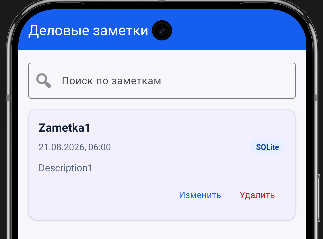 Деловые заметки
Поиск по заметкам
Zametka1
21.08.2026, 06:00 SQLite
Description1
Изменить Удалить